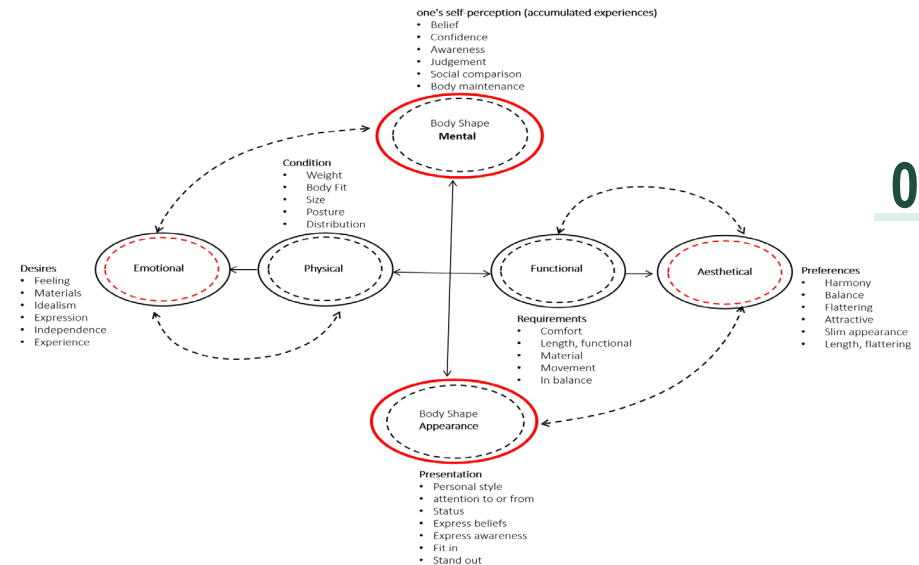 one's self-perception (accumulated experiences)
• Belief
• Confidence
• Awareness
• Judgement
• Social comparison
• Body maintenance
Body Shape
Mental
Condition
• Weight
• Body Fit
• Size
• Posture
• Distribution
0
Emotional
Physical
Functional
Aesthetical
Desires
• Feeling
• Materials
• Idealism
• Expression
• Independence
• Experience
Preferences
• Harmony
• Balance
• Flattering
• Attractive
• Slim appearance
• Length, flattering
Requirements
• Comfort
• Length, functional
• Material
• Movement
• In balance
Body Shape
Appearance
Presentation
• Personal style
• attention to or from
• Status
• Express beliefs
• Express awareness
• Fit in
• Stand out